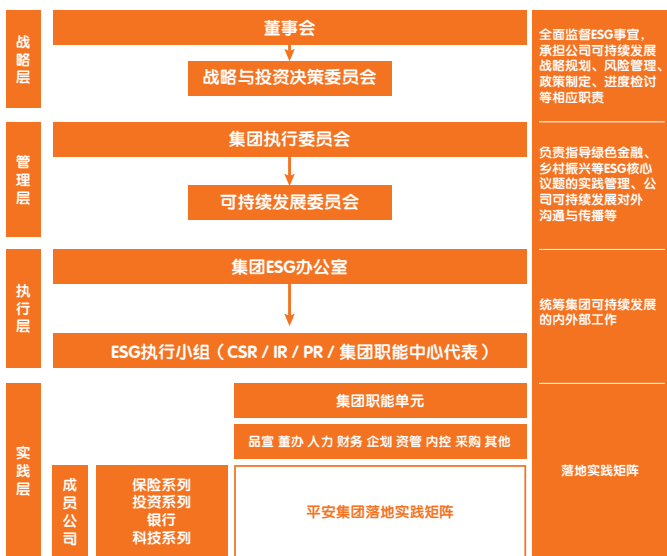 战略层
董事会
战略与投资决策委员会
全面监督ESG事宜，
承担公司可持续发展
战略规划、风险管理、
政策制定、进度检讨
等相应职责
管理层
集团执行委员会
可持续发展委员会
负责指导绿色金融、
乡村振兴等ESG核心
议题的实践管理、公
司可持续发展对外
沟通与传播等
执行层
集团ESG办公室
ESG执行小组（CSR / IR / PR / 集团职能中心代表）
统筹集团可持续发展
的内外部工作
实践层
集团职能单元
品宣 董办 人力 财务 企划 资管 内控 采购 其他
成员公司
保险系列
投资系列
银行
科技系列
平安集团落地实践矩阵
落地实践矩阵